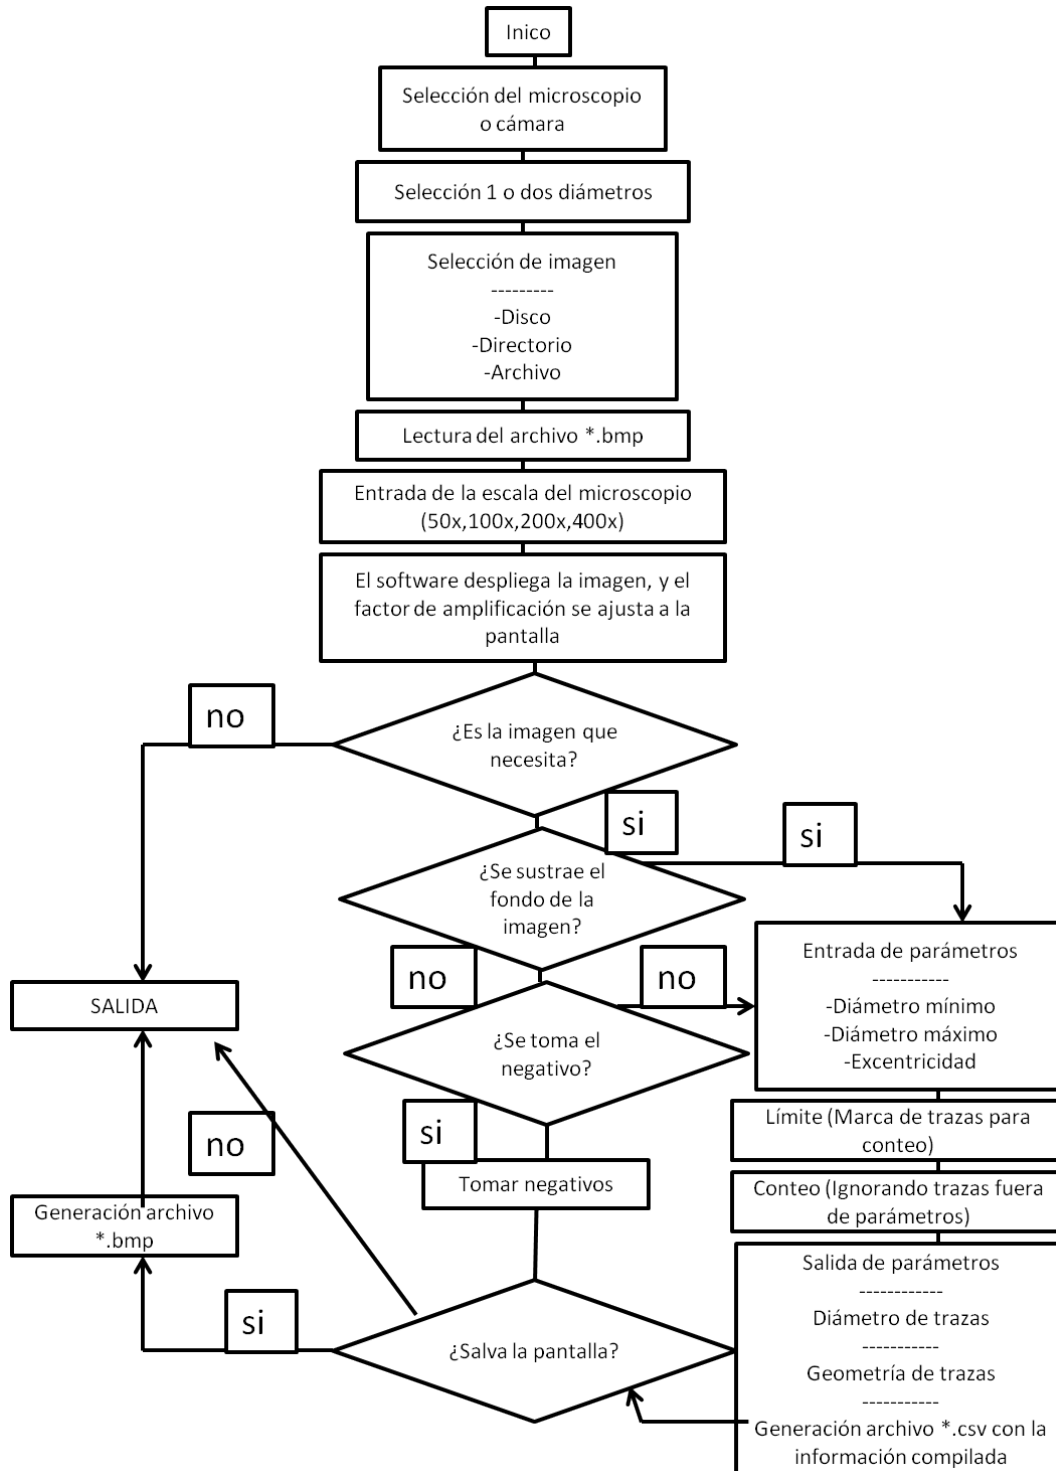 Inico
Selección del microscopio
o cámara
Selección 1 o dos diámetros
Selección de imagen
---------
-Disco
-Directorio
-Archivo
Lectura del archivo *.bmp
Entrada de la escala del microscopio
(50x,100x,200x,400x)
El software despliega la imagen, y el
factor de amplificación se ajusta a la
pantalla
no
¿Es la imagen que
necesita?
si
si
¿Se sustrae el
fondo de la
imagen?
no
no
Entrada de parámetros
-----------
-Diámetro mínimo
-Diámetro máximo
-Excentricidad
SALIDA
¿Se toma el
negativo?
si
no
Límite (Marca de trazas para
conteo)
Tomar negativos
Conteo (Ignorando trazas fuera
de parámetros)
Generación archivo
*.bmp
Salida de parámetros
------------
Diámetro de trazas
-----------
Geometría de trazas
-----------
Generación archivo *.csv con la
información compilada
si
¿Salva la pantalla?